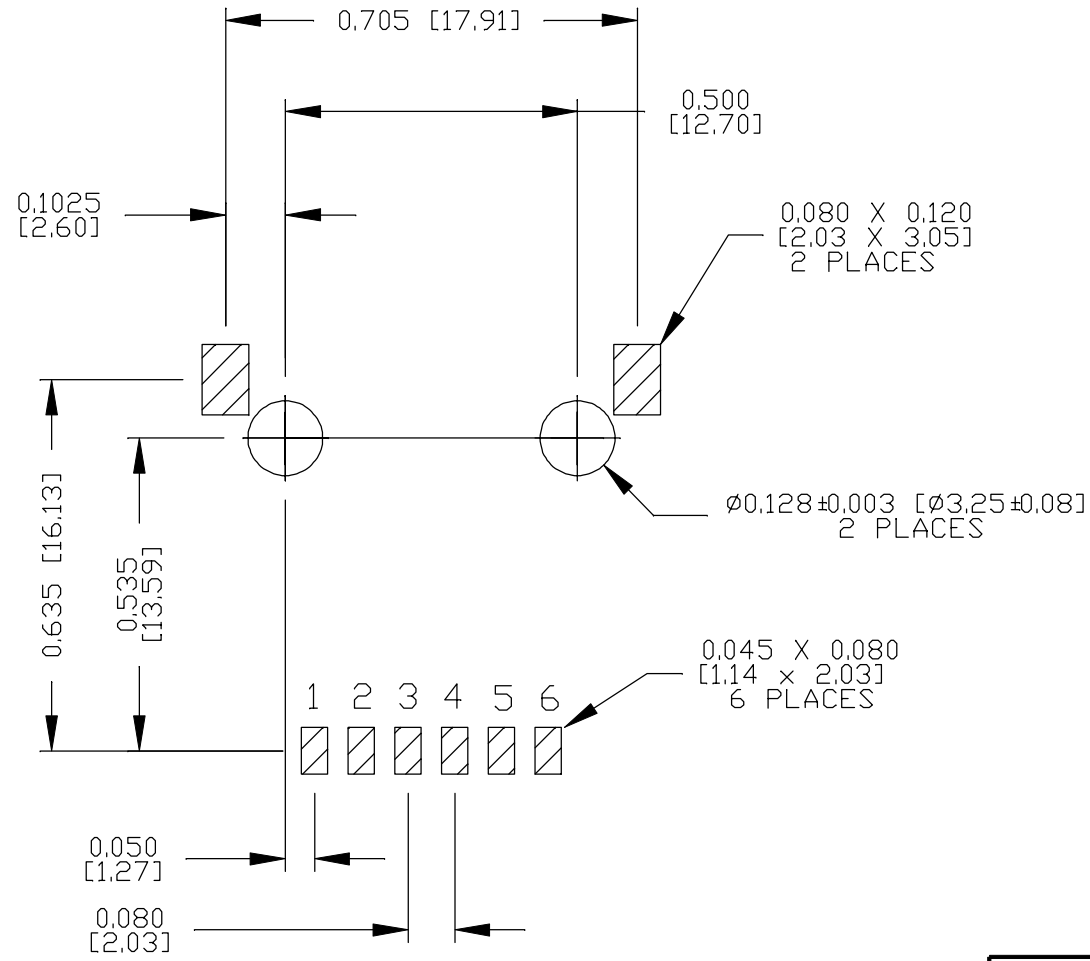 0.705 [17.91]
0.500
[12.70]
0.1025
[2.60]
0.080 X 0.120
[2.03 X 3.05]
2 PLACES
0.635 [16.13]
0.535
[13.59]
Ø0.128±0.003 [Ø3.25±0.08]
2 PLACES
0.045 X 0.080
[1.14 x 2.03]
6 PLACES
1 2 3 4 5 6
0.050
[1.27]
0.080
[2.03]